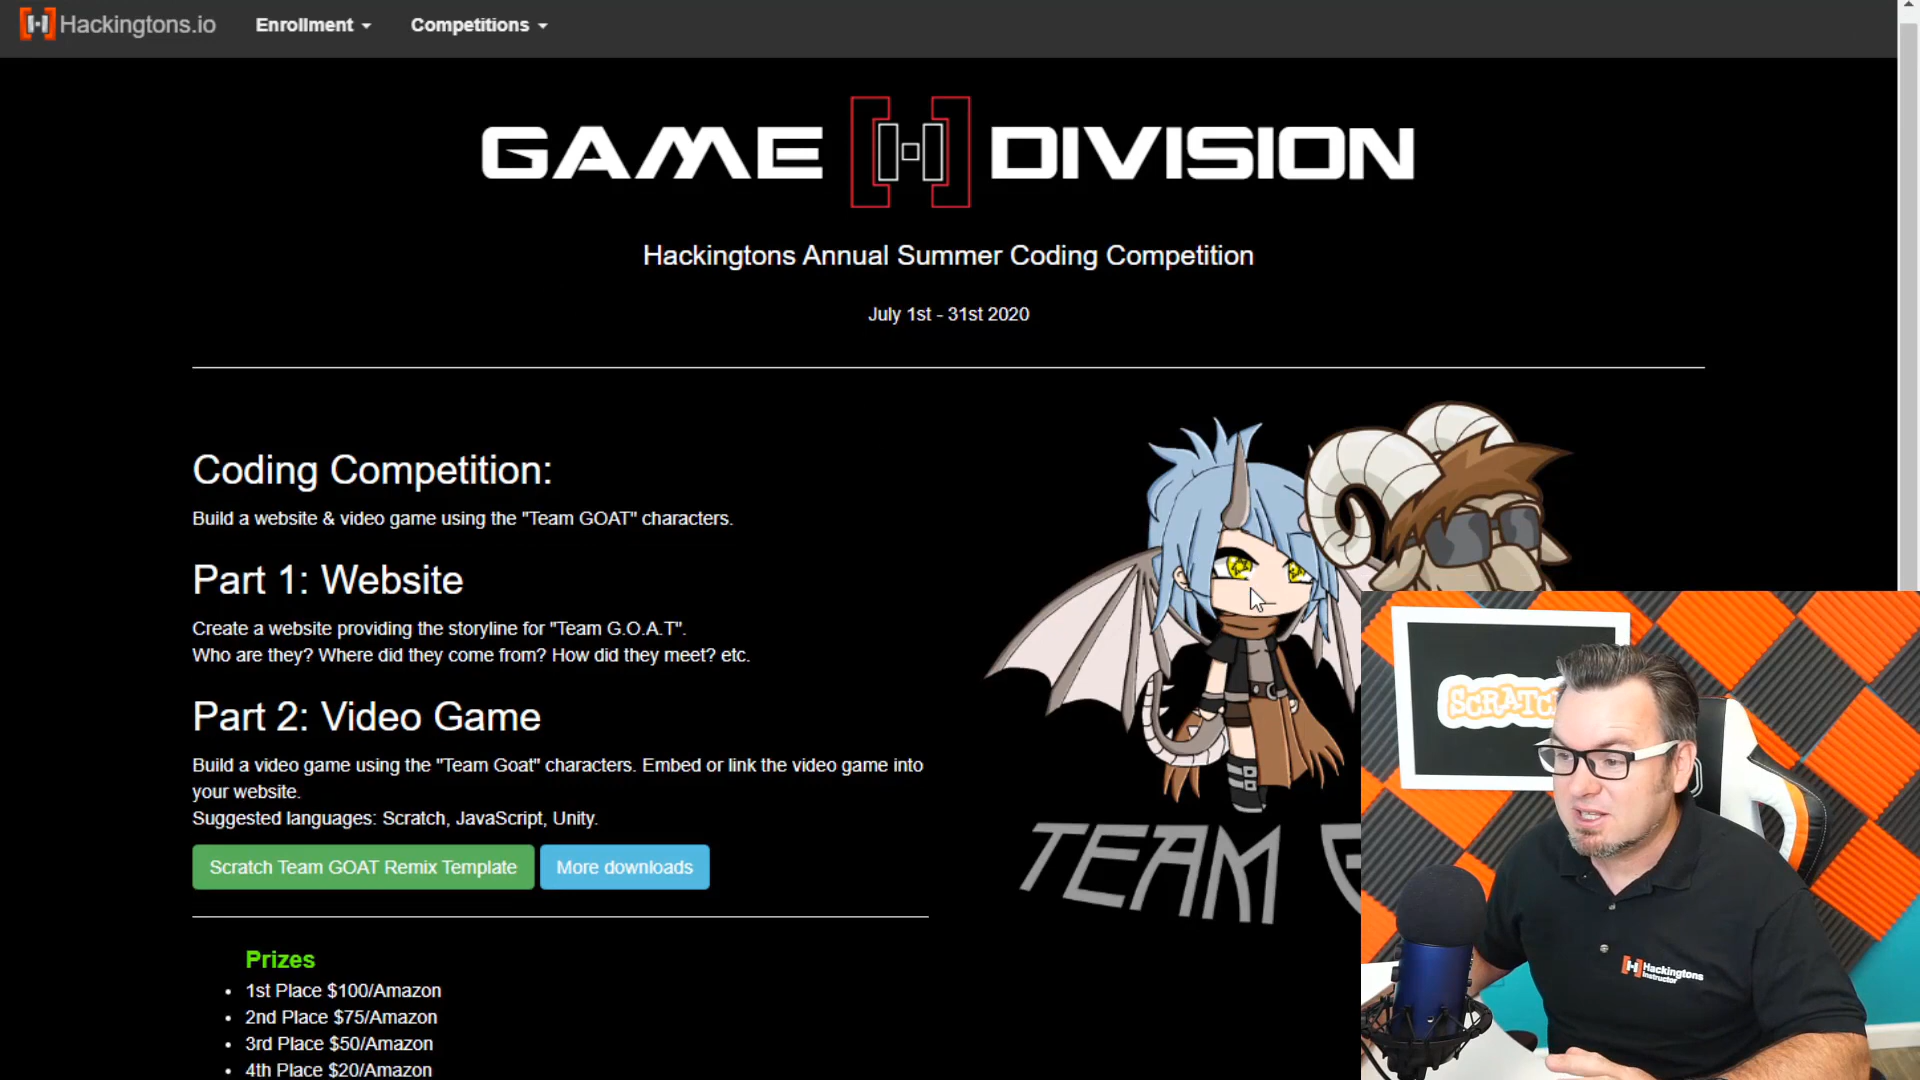 Hackingtons.io
Enrollment
Competitions
GAME DIVISION
Hackingtons Annual Summer Coding Competition
July 1st - 31st 2020
Coding Competition:
Build a website & video game using the "Team GOAT" characters.
Part 1: Website
Create a website providing the storyline for "Team G.O.A.T".
Who are they? Where did they come from? How did they meet? etc.
Part 2: Video Game
Build a video game using the "Team Goat" characters. Embed or link the video game into
your website.
Suggested languages: Scratch, JavaScript, Unity.
Scratch Team GOAT Remix Template
More downloads
Prizes
• 1st Place $100/Amazon
• 2nd Place $75/Amazon
• 3rd Place $50/Amazon
• 4th Place $20/Amazon
TEAM
SCRATC
Hackingtons
Instructor